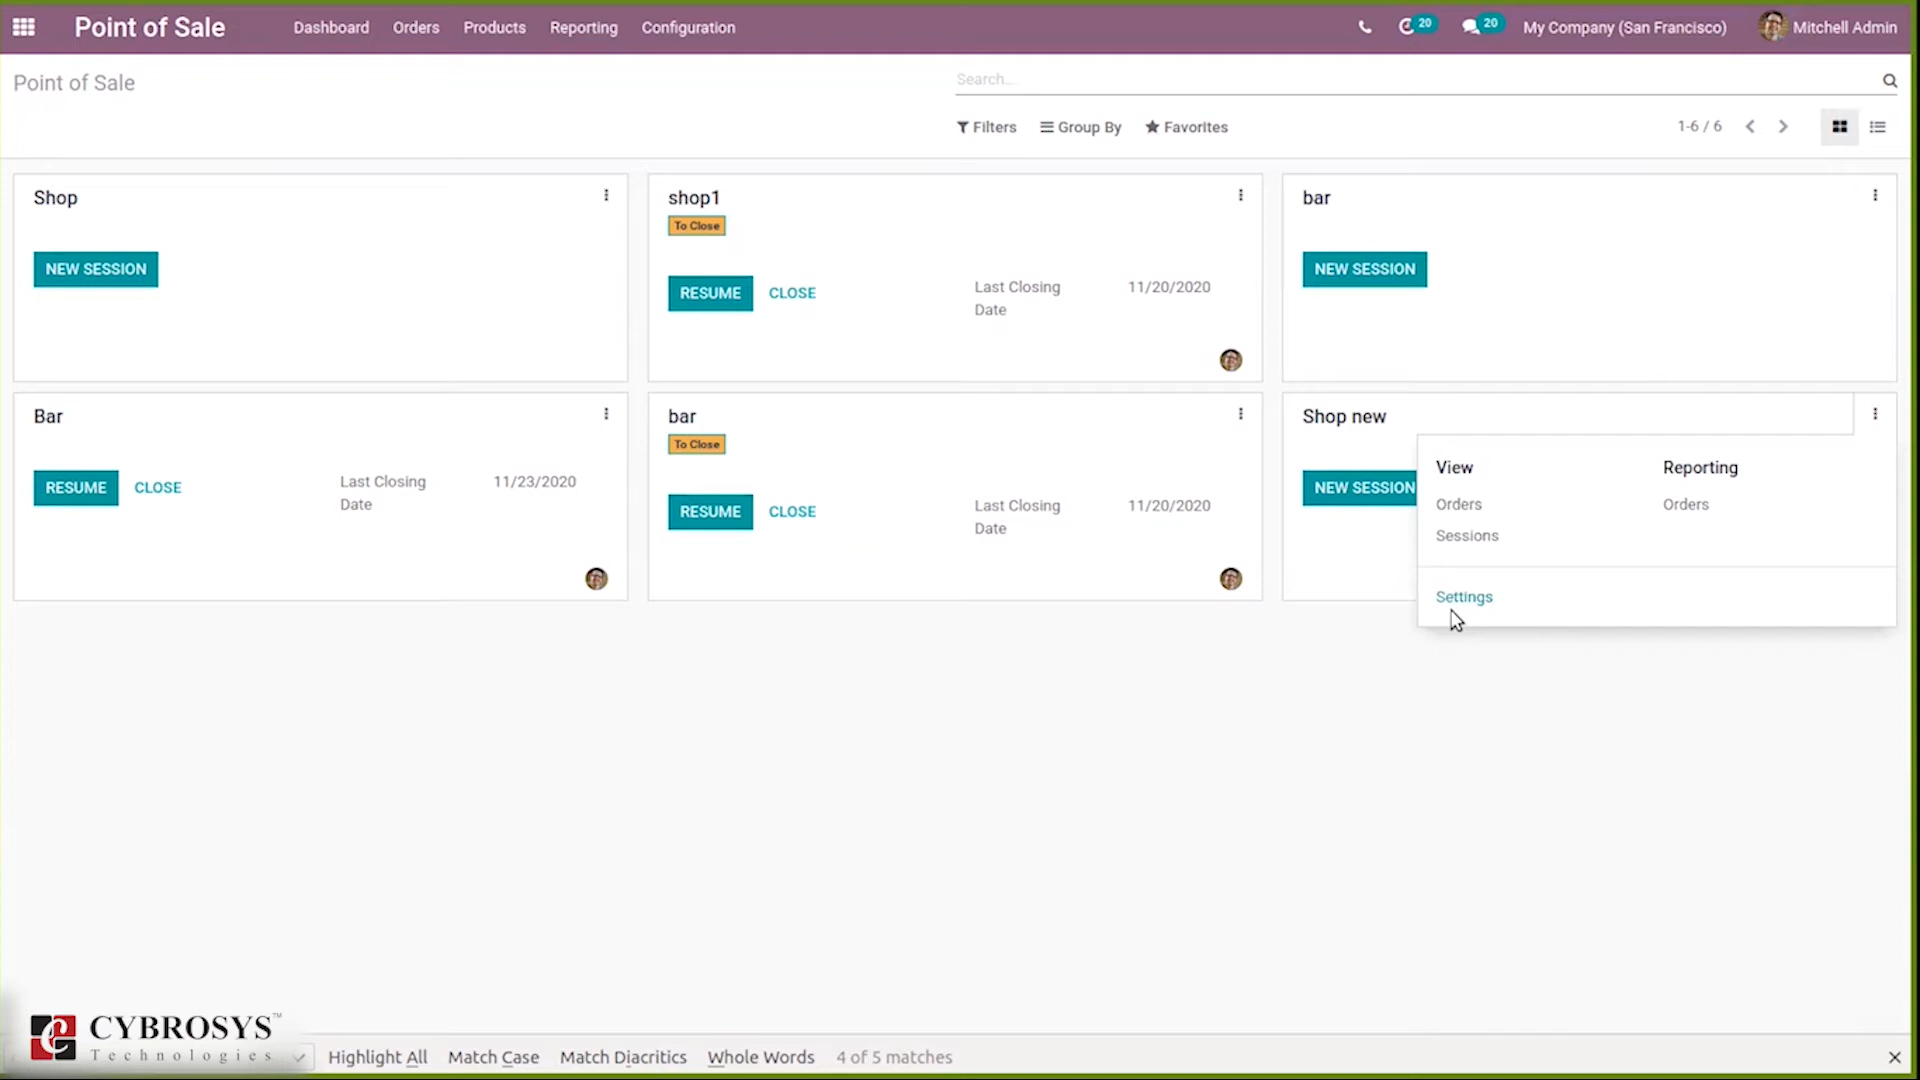 Point of Sale Dashboard Orders Products Reporting Configuration 20 20 My Company (San Francisco) Mitchell Admin
Point of Sale
Search...
Filters Group By Favorites 1-6 / 6
Shop
NEW SESSION
shop1
To Close
RESUME CLOSE Last Closing 11/20/2020
Date
bar
NEW SESSION
Bar
RESUME CLOSE Last Closing 11/23/2020
Date
bar
To Close
RESUME CLOSE Last Closing 11/20/2020
Date
Shop new
NEW SESSION
View Reporting
Orders Orders
Sessions
Settings
CYBROSYS™
Technologies
Highlight All Match Case Match Diacritics Whole Words 4 of 5 matches